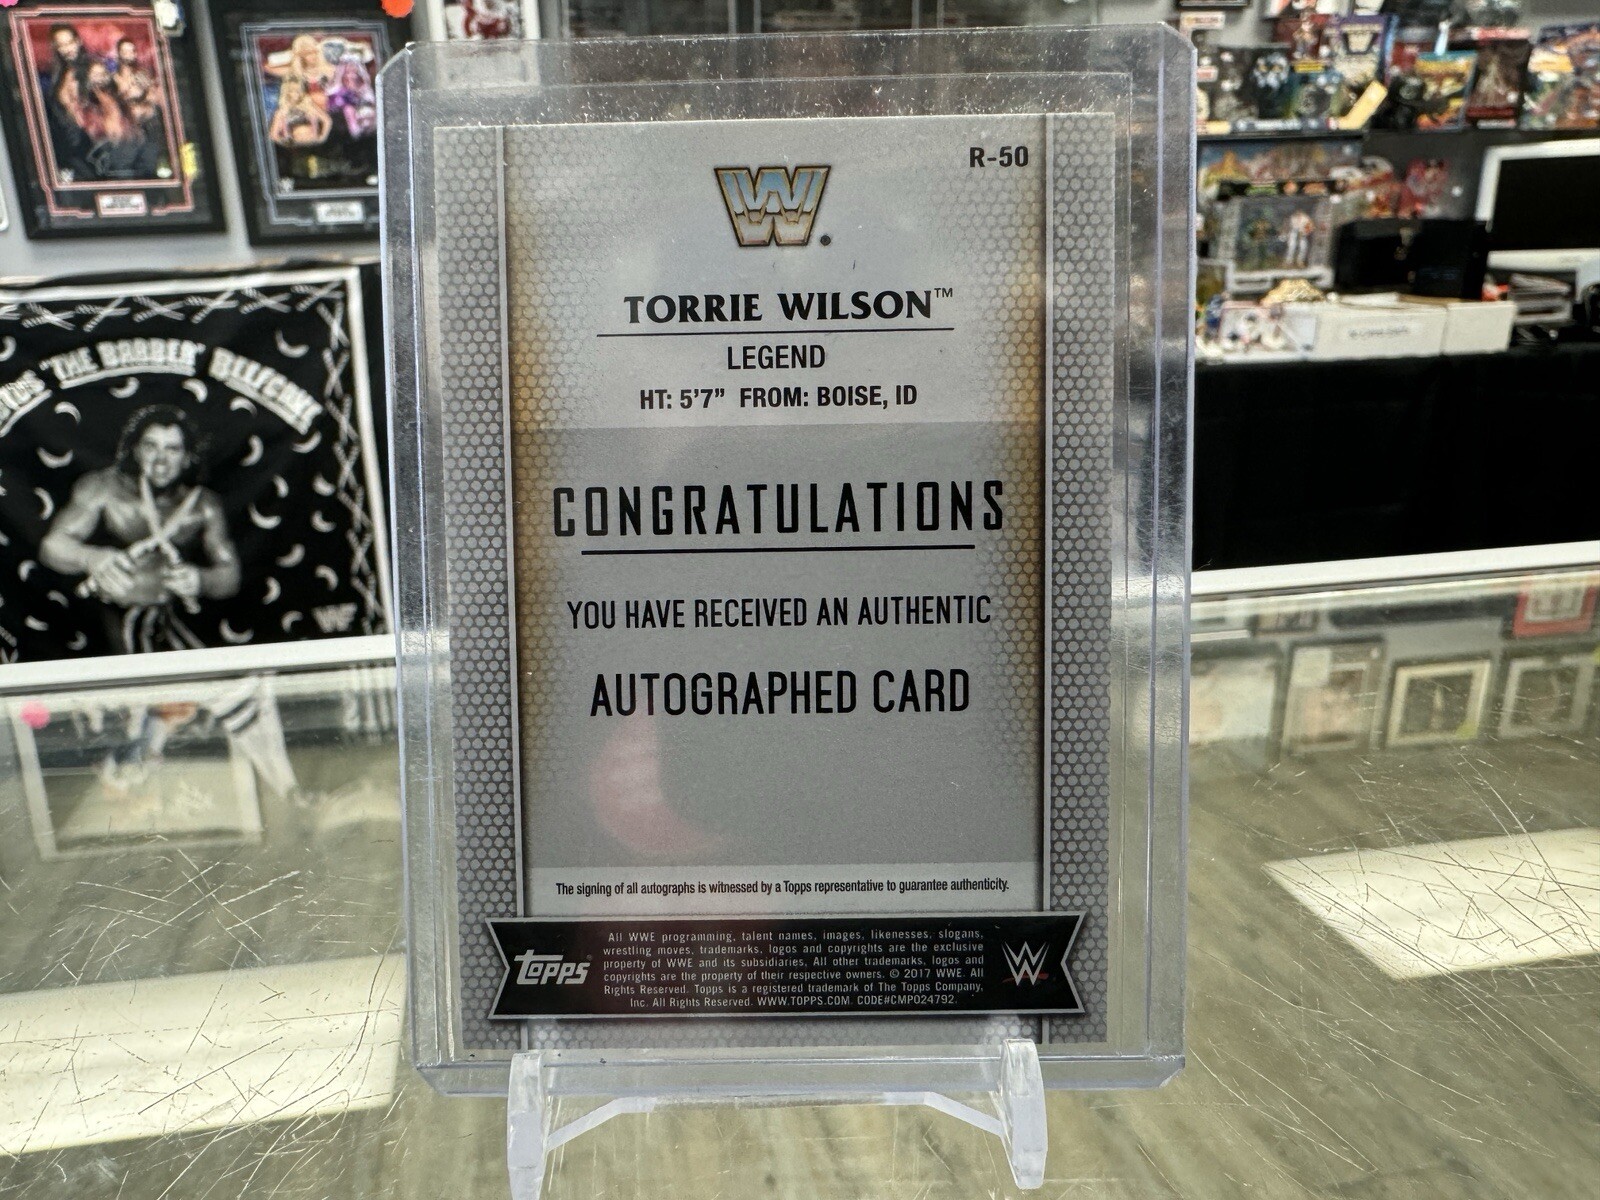 R-50
TORRIE WILSON™
LEGEND
HT: 5'7" FROM: BOISE, ID
CONGRATULATIONS
YOU HAVE RECEIVED AN AUTHENTIC
AUTOGRAPHED CARD
The signing of all autographs is witnessed by a Topps representative to guarantee authenticity.
topps
All WWE programming, talent names, images, likenesses, slogans,
wrestling moves, trademarks, logos and copyrights are the exclusive
property of WWE and its subsidiaries. All other trademarks, logos and
copyrights are the property of their respective owners. © 2017 WWE. All
Rights Reserved. Topps is a registered trademark of The Topps Company,
Inc. All Rights Reserved. WWW.TOPPS.COM. CODE#CMP024792.
"THE BARBER" BEEFCAKE